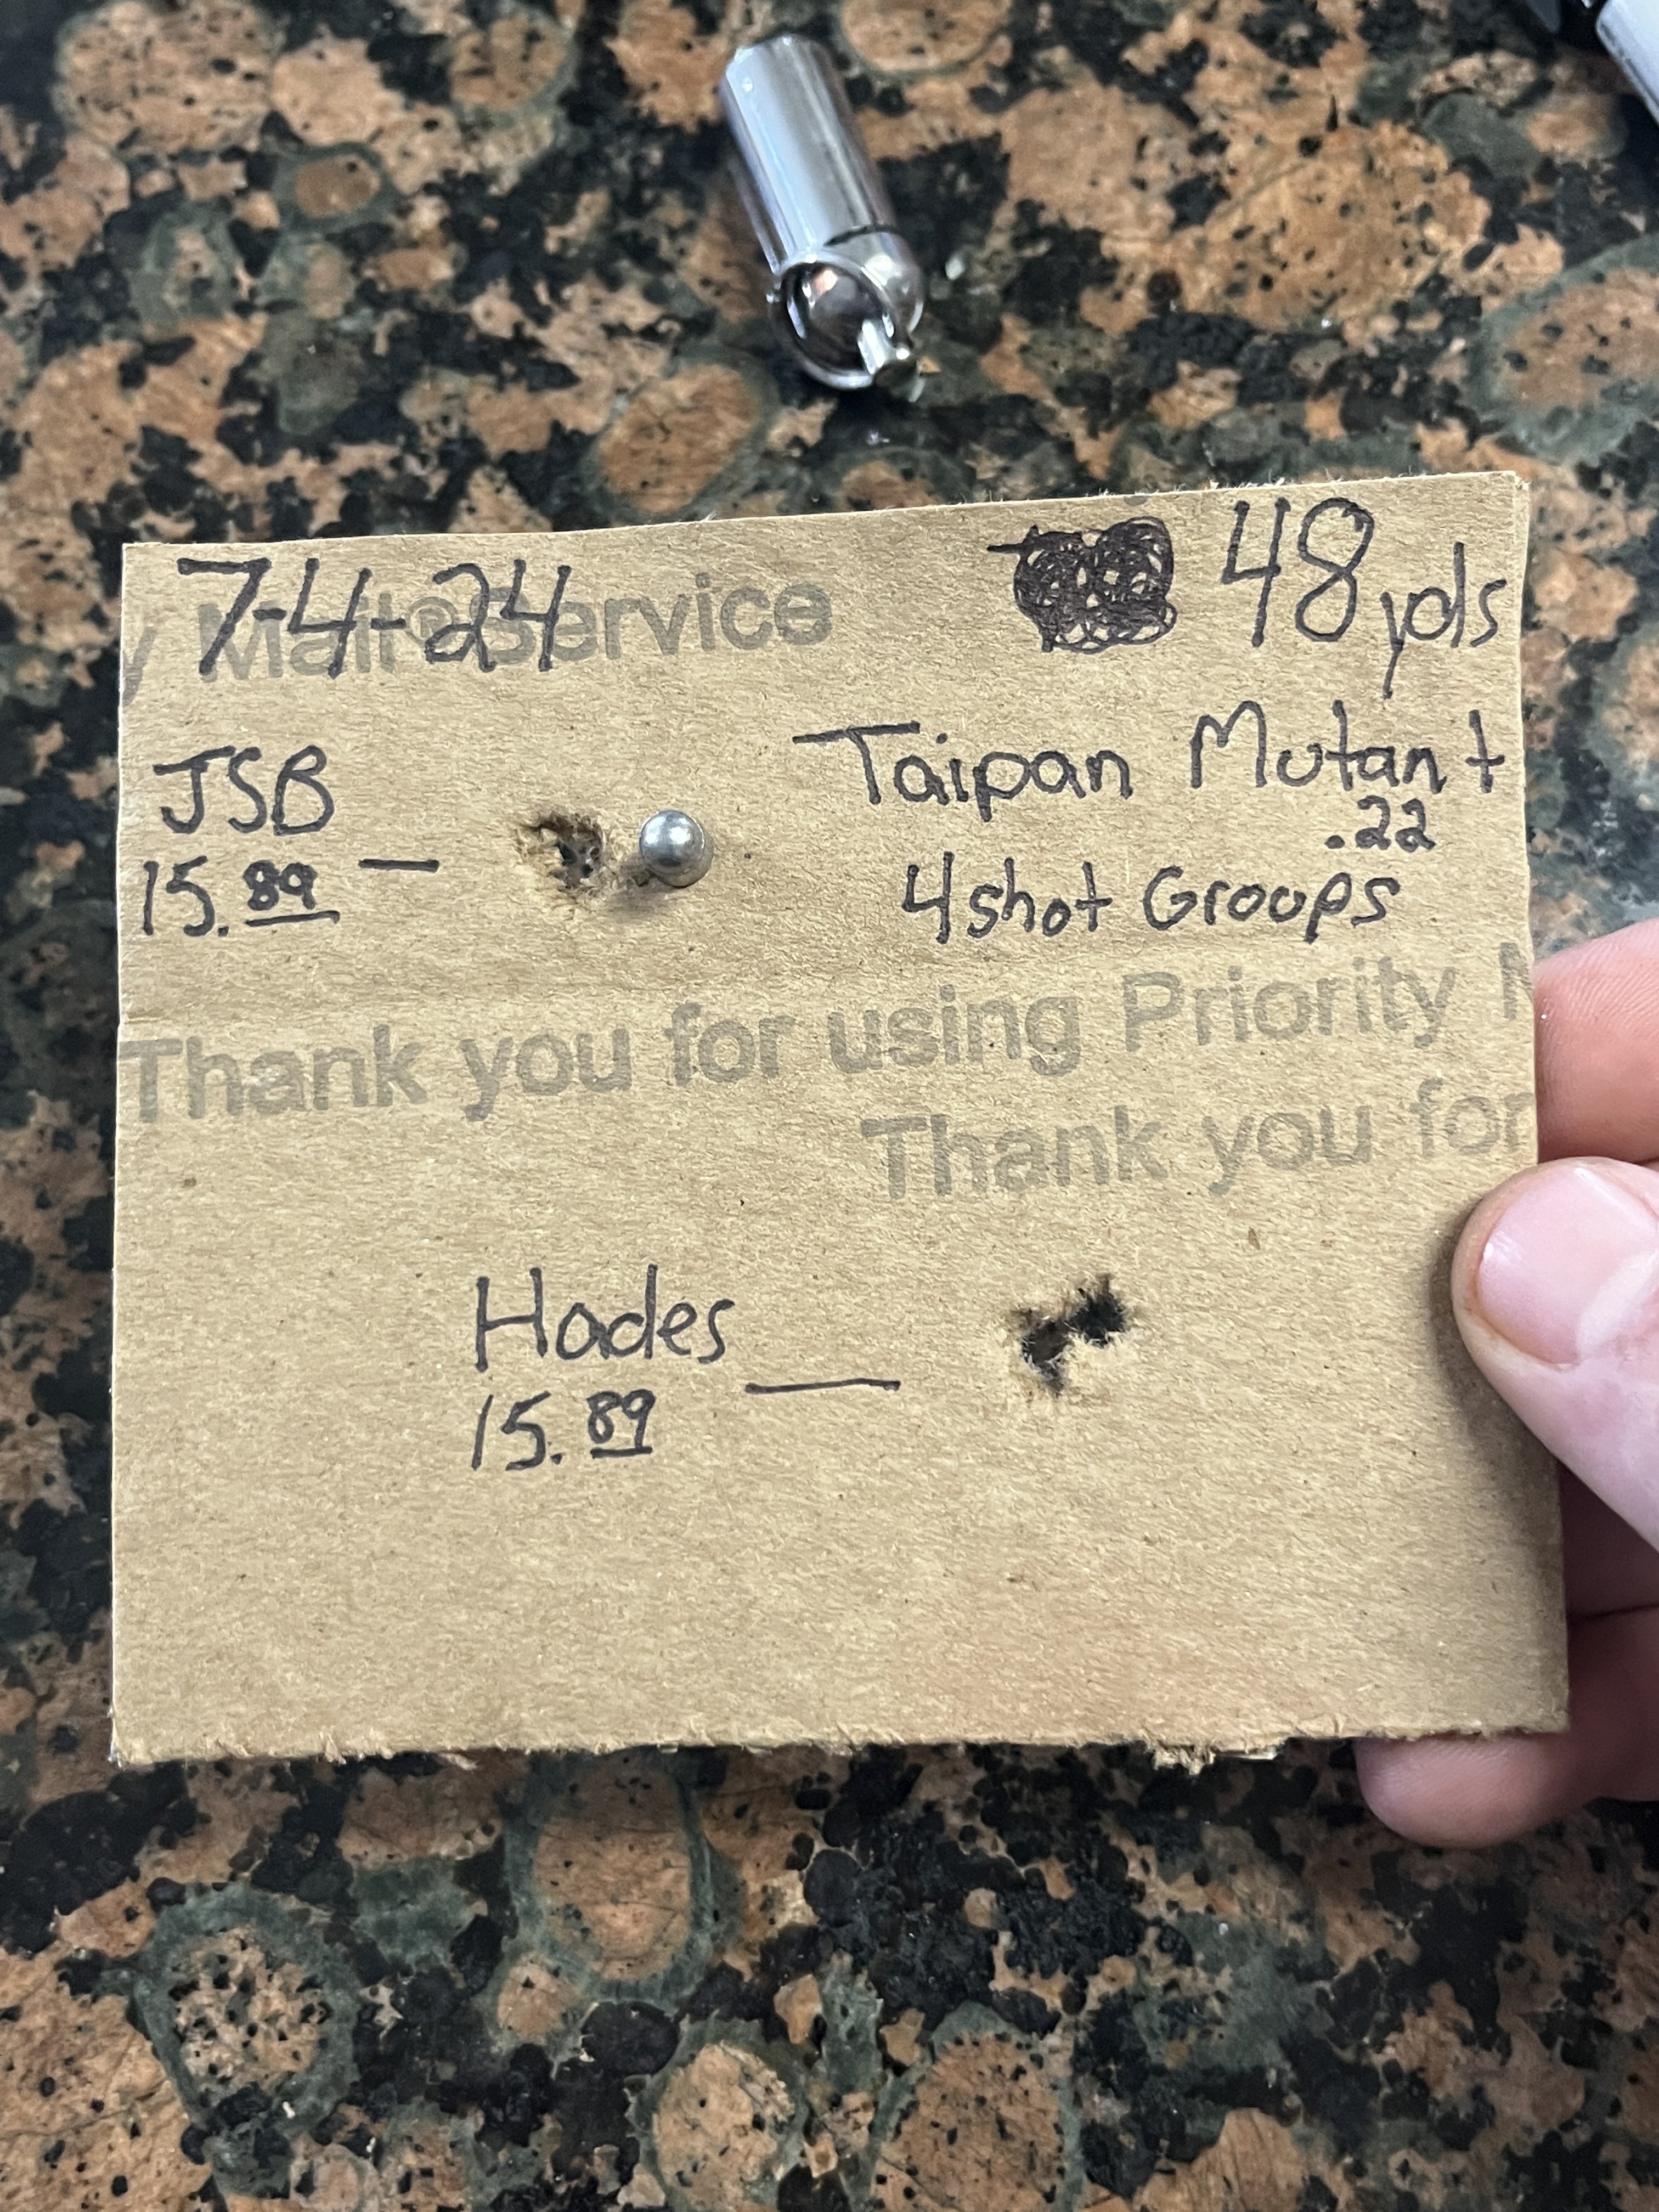 7-4-24
48 yds
y Mail® Service
JSB
15.89 —
Taipan Mutant
.22
4 shot Groups
Thank you for using Priority M
Thank you for
Hades
15.89 —